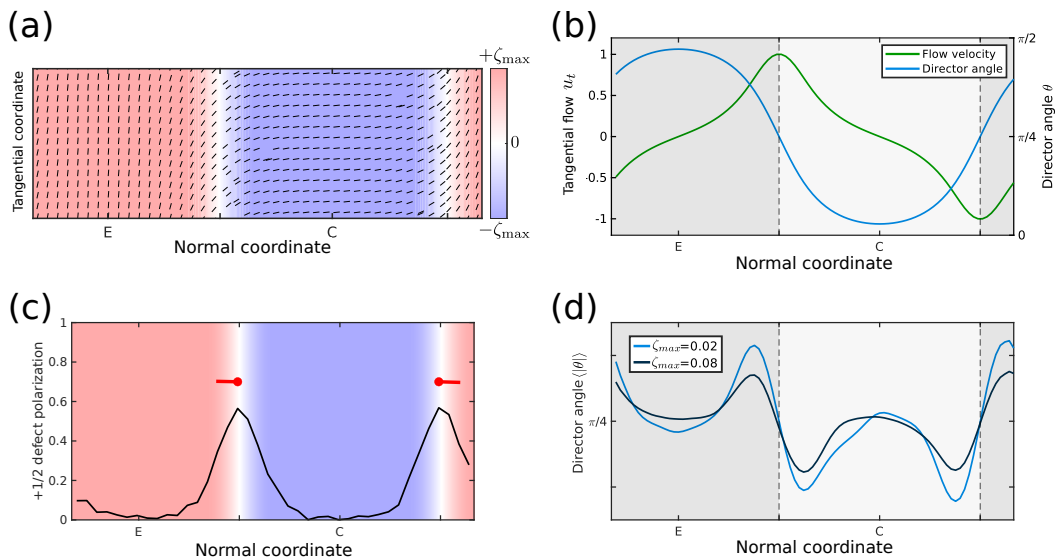 (a)
+ζmax
0
−ζmax
Tangential coordinate
E
C
Normal coordinate
(b)
Flow velocity
Director angle
1
0.5
0
-0.5
-1
Tangential flow ut
π/2
π/4
0
Director angle θ
E
C
Normal coordinate
(c)
1
0.8
0.6
0.4
0.2
0
+1/2 defect polarization
E
C
Normal coordinate
(d)
ζmax=0.02
ζmax=0.08
π/4
Director angle ⟨|θ|⟩
E
C
Normal coordinate